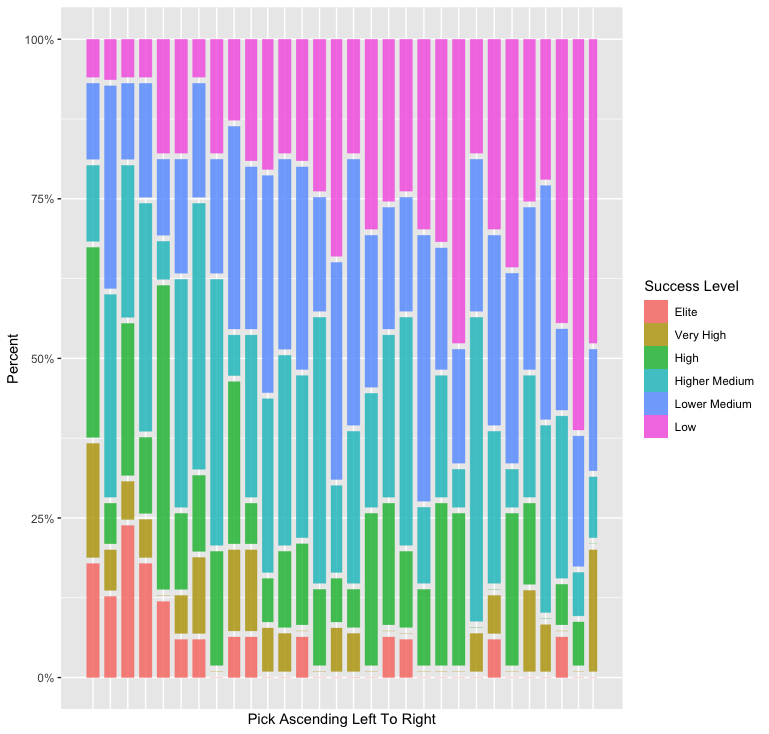 100%
75%
50%
25%
0%
Percent
Pick Ascending Left To Right
Success Level
Elite
Very High
High
Higher Medium
Lower Medium
Low